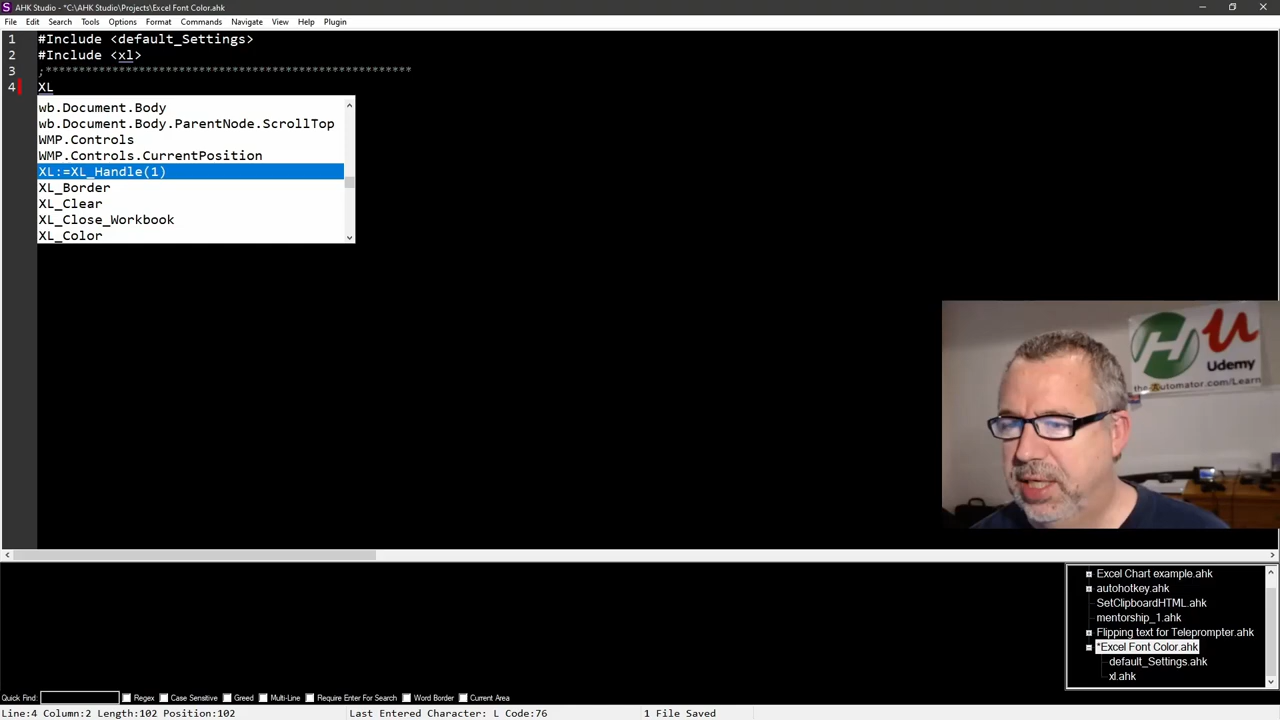 AHK Studio - *C:\AHK Studio\Projects\Excel Font Color.ahk
File Edit Search Tools Options Format Commands Navigate View Help Plugin
1 #Include <default_Settings>
2 #Include <xl>
3 ;*******************************************************
4 XL
wb.Document.Body
wb.Document.Body.ParentNode.ScrollTop
WMP.Controls
WMP.Controls.CurrentPosition
XL:=XL_Handle(1)
XL_Border
XL_Clear
XL_Close_Workbook
XL_Color
H u
Udemy
the-Automator.com/Learn
Excel Chart example.ahk
autohotkey.ahk
SetClipboardHTML.ahk
mentorship_1.ahk
Flipping text for Teleprompter.ahk
*Excel Font Color.ahk
default_Settings.ahk
xl.ahk
Quick Find: Regex Case Sensitive Greed Multi-Line Require Enter For Search Word Border Current Area
Line:4 Column:2 Length:102 Position:102 Last Entered Character: L Code:76 1 File Saved